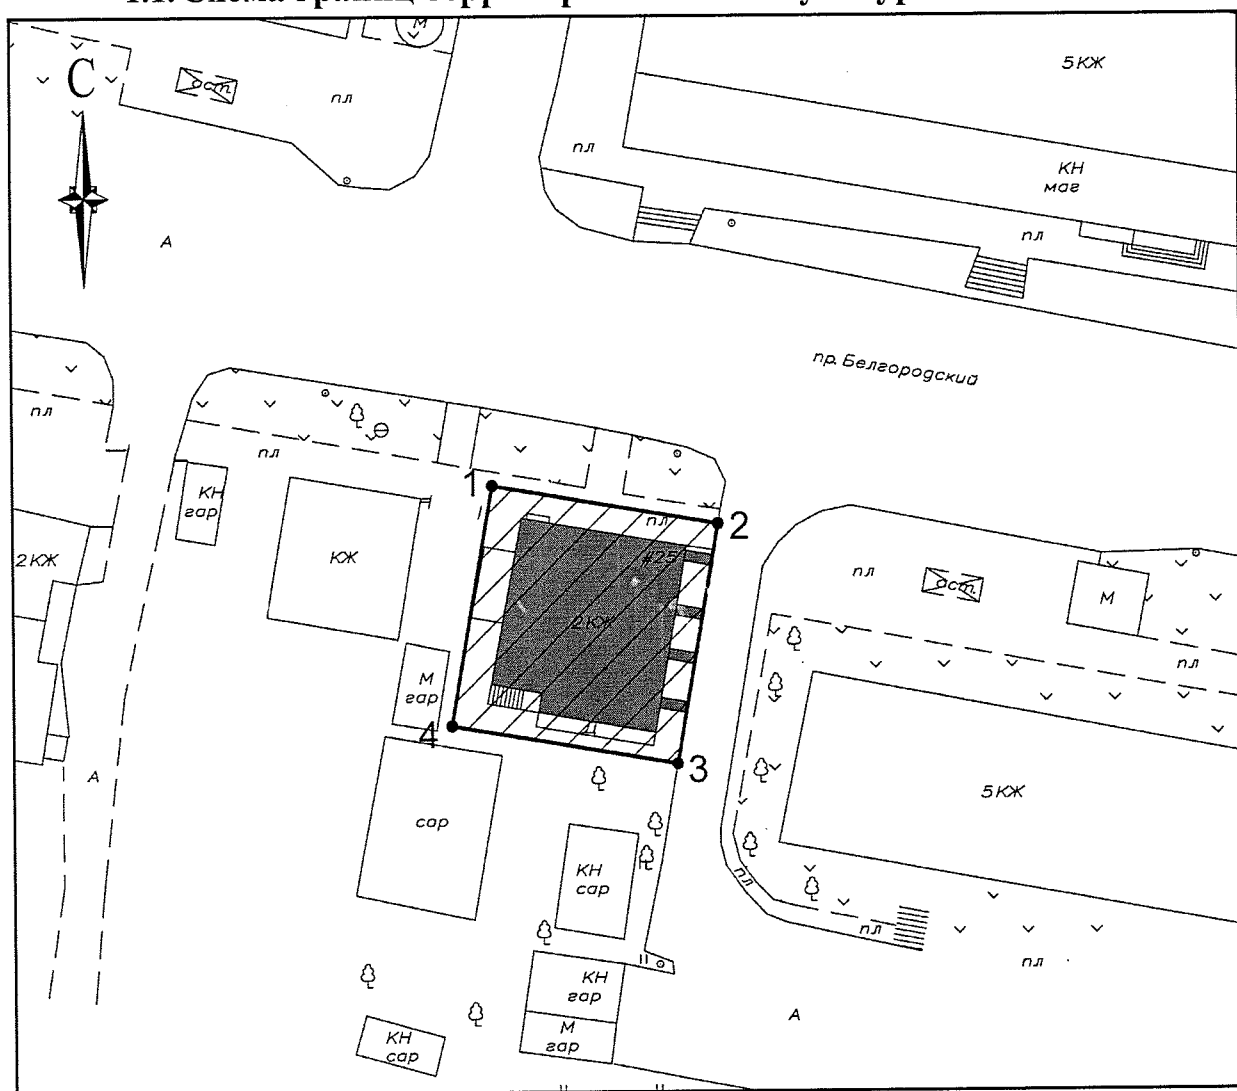 М
5КЖ
С
ост.
пл
пл
КН
маг
пл
А
пр. Белгородский
пл
пл
1
КН
гар
пл
2
2КЖ
КЖ
#25
пл
ост.
М
2КЖ
пл
М
гар
4
3
А
5КЖ
сар
КН
сар
пл
пл
пл
КН
гар
А
М
гар
КН
сар